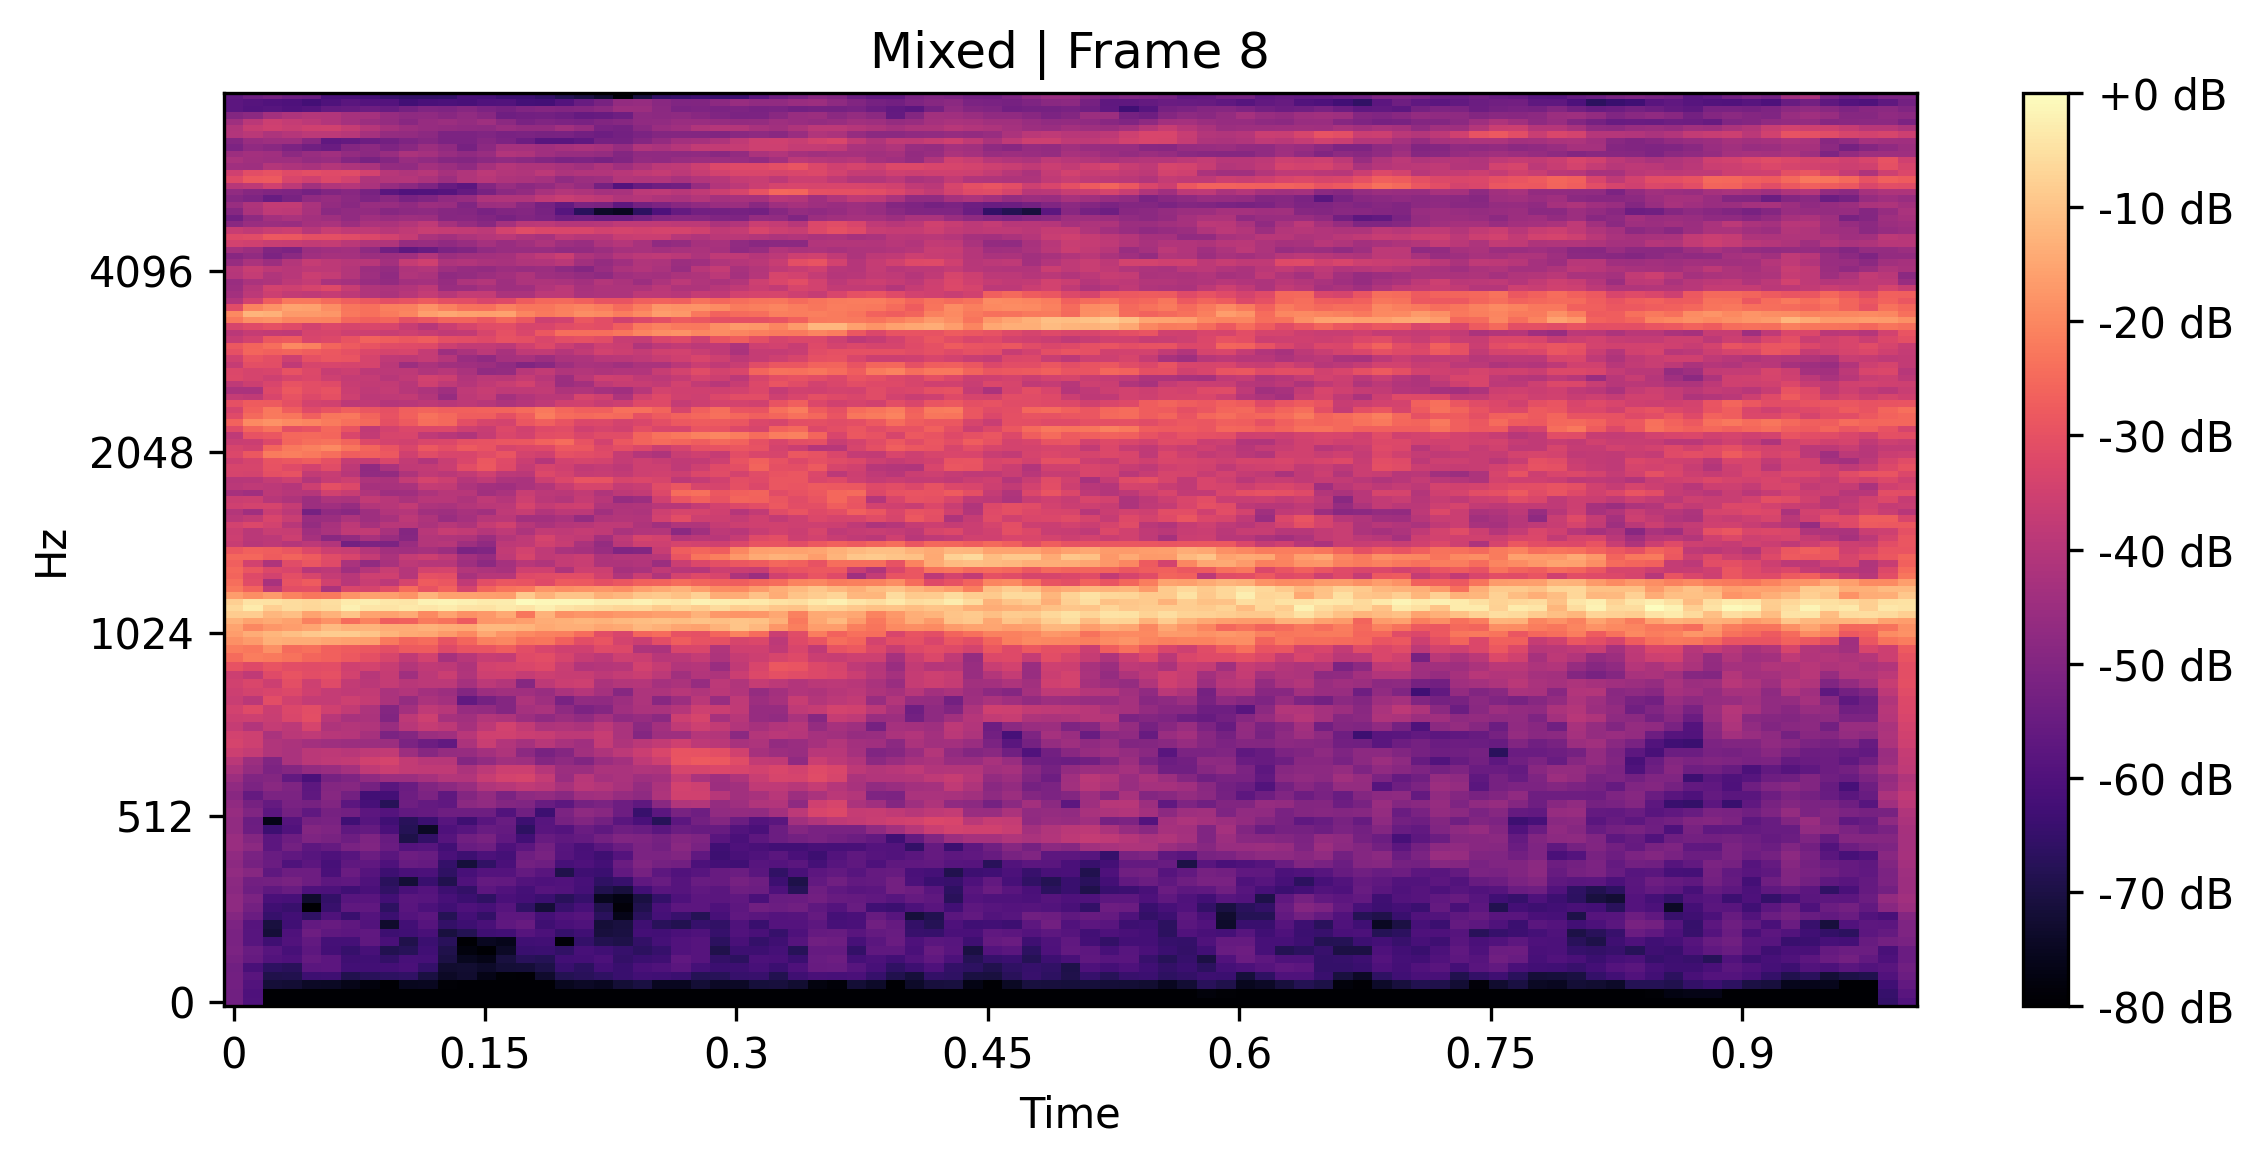 Mixed | Frame 8
Hz
4096
2048
1024
512
0
0 0.15 0.3 0.45 0.6 0.75 0.9
Time
+0 dB
-10 dB
-20 dB
-30 dB
-40 dB
-50 dB
-60 dB
-70 dB
-80 dB